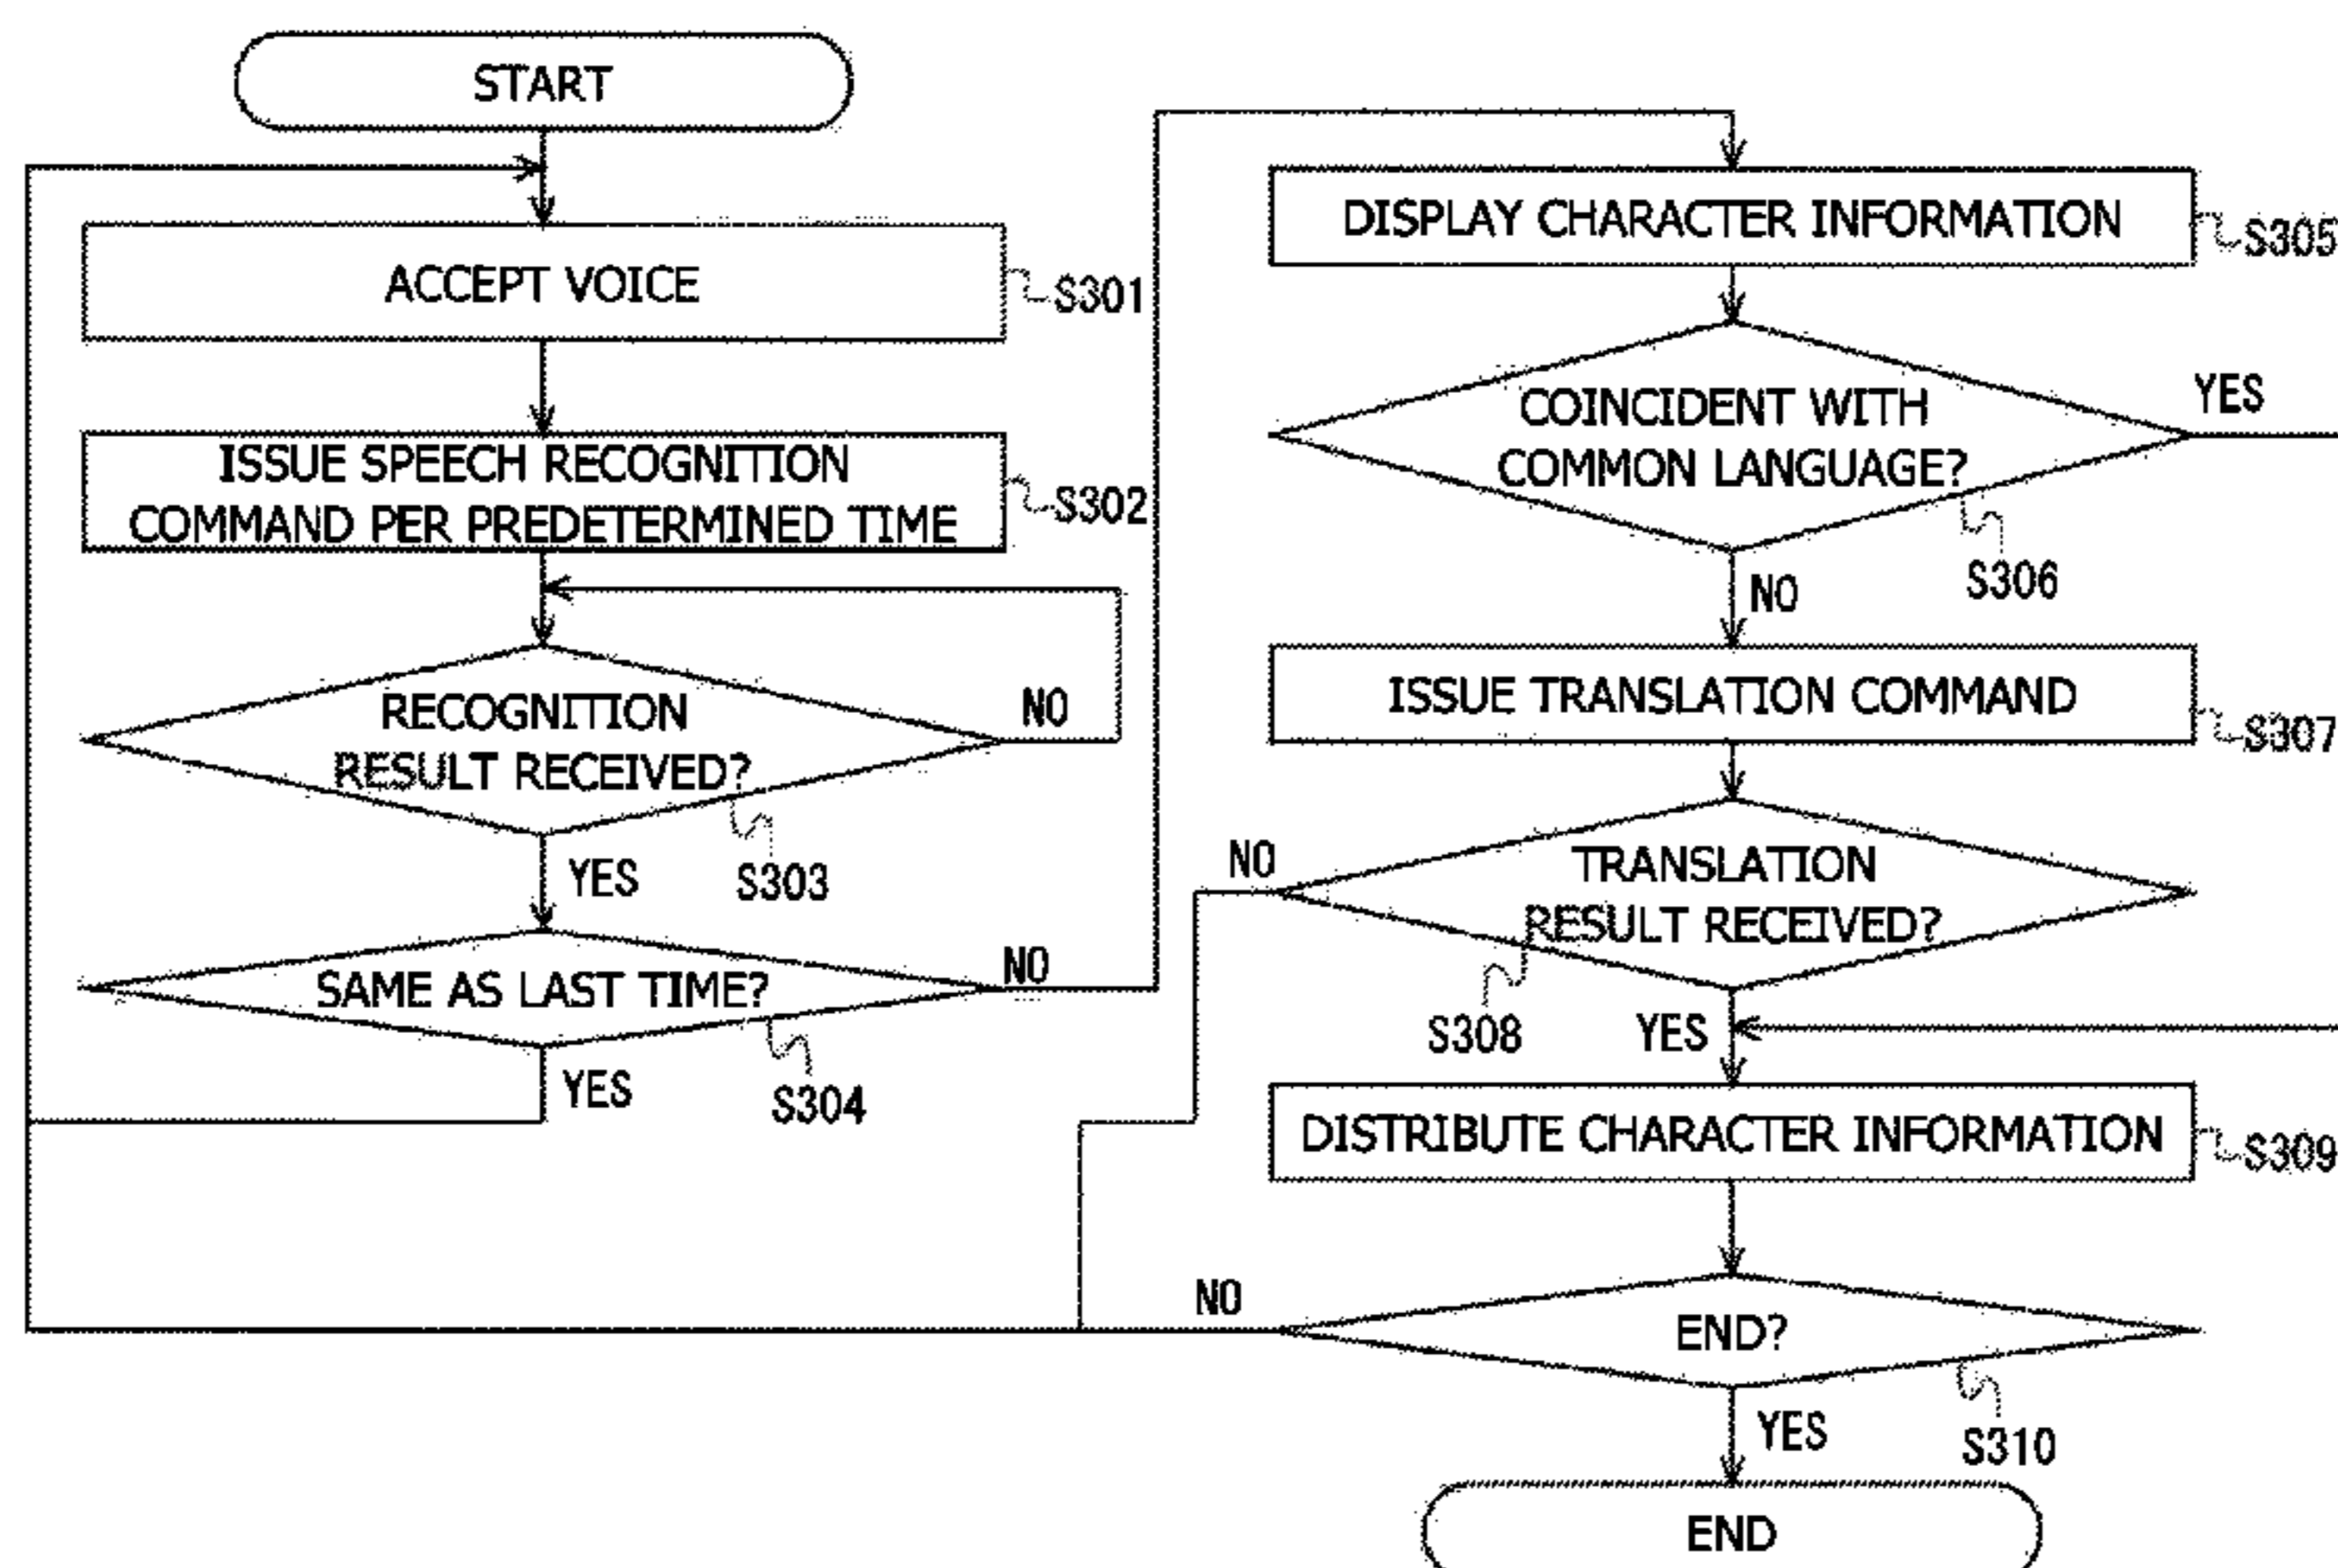 START
ACCEPT VOICE
S301
ISSUE SPEECH RECOGNITION
COMMAND PER PREDETERMINED TIME
S302
RECOGNITION
RESULT RECEIVED?
NO
S303
YES
SAME AS LAST TIME?
NO
S304
YES
DISPLAY CHARACTER INFORMATION
S305
COINCIDENT WITH
COMMON LANGUAGE?
YES
S306
NO
ISSUE TRANSLATION COMMAND
S307
TRANSLATION
RESULT RECEIVED?
NO
S308
YES
DISTRIBUTE CHARACTER INFORMATION
S309
END?
NO
S310
YES
END